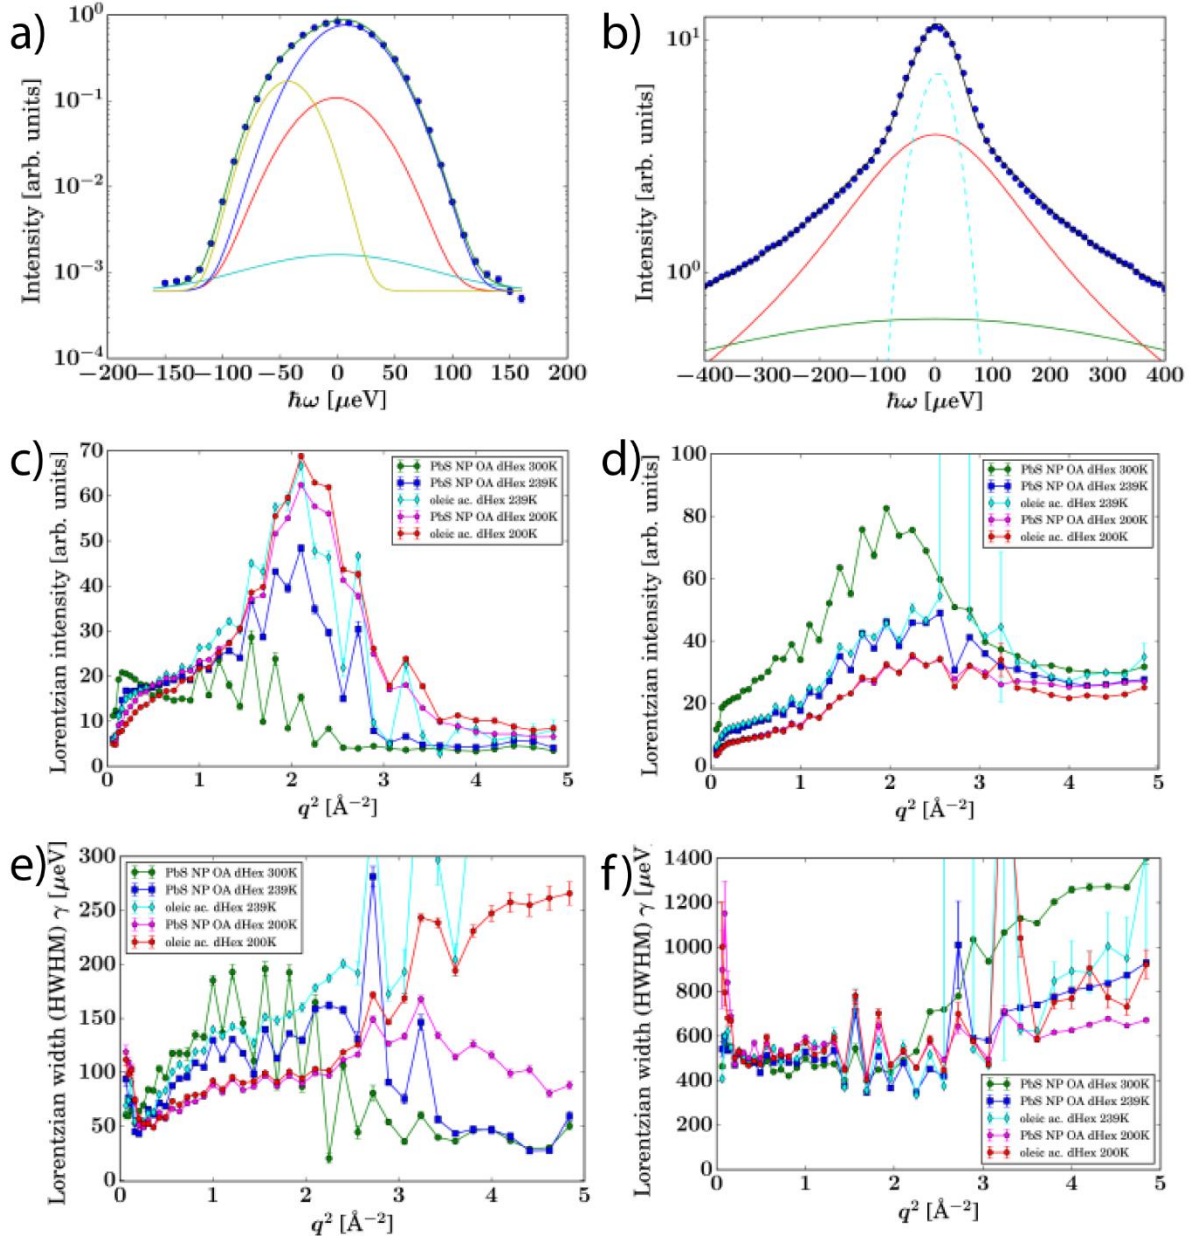 a)
10⁰
10⁻¹
10⁻²
10⁻³
10⁻⁴
Intensity [arb. units]
−200 −150 −100 −50 0 50 100 150 200
ħω [μeV]
b)
10¹
10⁰
Intensity [arb. units]
−400 −300 −200 −100 0 100 200 300 400
ħω [μeV]
c)
70
60
50
40
30
20
10
0
Lorentzian intensity [arb. units]
PbS NP OA dHex 300K
PbS NP OA dHex 239K
oleic ac. dHex 239K
PbS NP OA dHex 200K
oleic ac. dHex 200K
0 1 2 3 4 5
q² [Å⁻²]
d)
100
80
60
40
20
0
Lorentzian intensity [arb. units]
PbS NP OA dHex 300K
PbS NP OA dHex 239K
oleic ac. dHex 239K
PbS NP OA dHex 200K
oleic ac. dHex 200K
0 1 2 3 4 5
q² [Å⁻²]
e)
300
250
200
150
100
50
0
Lorentzian width (HWHM) γ [μeV]
PbS NP OA dHex 300K
PbS NP OA dHex 239K
oleic ac. dHex 239K
PbS NP OA dHex 200K
oleic ac. dHex 200K
0 1 2 3 4 5
q² [Å⁻²]
f)
1400
1200
1000
800
600
400
200
0
Lorentzian width (HWHM) γ [μeV
PbS NP OA dHex 300K
PbS NP OA dHex 239K
oleic ac. dHex 239K
PbS NP OA dHex 200K
oleic ac. dHex 200K
0 1 2 3 4 5
q² [Å⁻²]